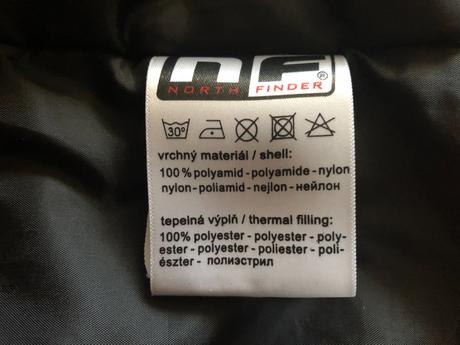 nf
NORTH FINDER®
30°
vrchný materiál / shell:
100% polyamid - polyamide - nylon
nylon - poliamid - nejlon - нейлон
tepelná výplň / thermal filling:
100% polyester - polyester - poly-
ester - polyester - poliester - poli-
észter - полиэстрил